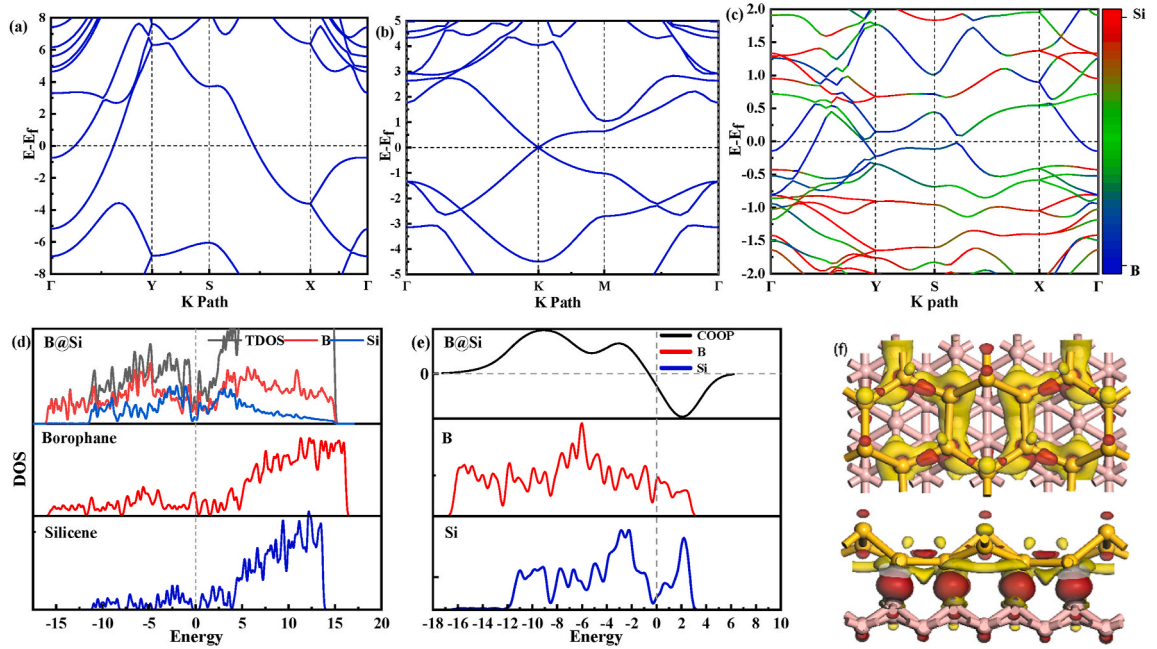 (a)
8
6
4
2
0
-2
-4
-6
8
E-E_f
Γ Y S X Γ
K Path
(b)
5
4
3
2
1
0
-1
-2
-3
-4
-5
E-E_f
Γ K M Γ
K Path
(c)
2.0
1.5
1.0
0.5
0.0
-0.5
-1.0
-1.5
-2.0
E-E_f
Γ Y S X Γ
K path
Si
B
(d) B@Si TDOS B Si
Borophane
Silicene
DOS
-15 -10 -5 0 5 10 15 20
Energy
(e) B@Si COOP
B
Si
0
B
Si
-18 -16 -14 -12 -10 -8 -6 -4 -2 0 2 4 6 8 10
Energy
(f)